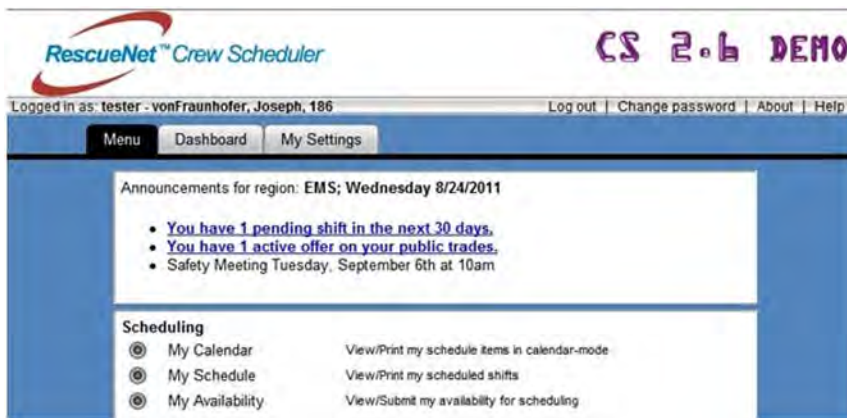 RescueNet™ Crew Scheduler
CS 2.6 DEMO
Logged in as: tester - vonFraunhofer, Joseph, 186
Log out | Change password | About | Help
Menu
Dashboard
My Settings
Announcements for region: EMS; Wednesday 8/24/2011
• You have 1 pending shift in the next 30 days.
• You have 1 active offer on your public trades.
• Safety Meeting Tuesday, September 6th at 10am
Scheduling
My Calendar View/Print my schedule items in calendar-mode
My Schedule View/Print my scheduled shifts
My Availability View/Submit my availability for scheduling